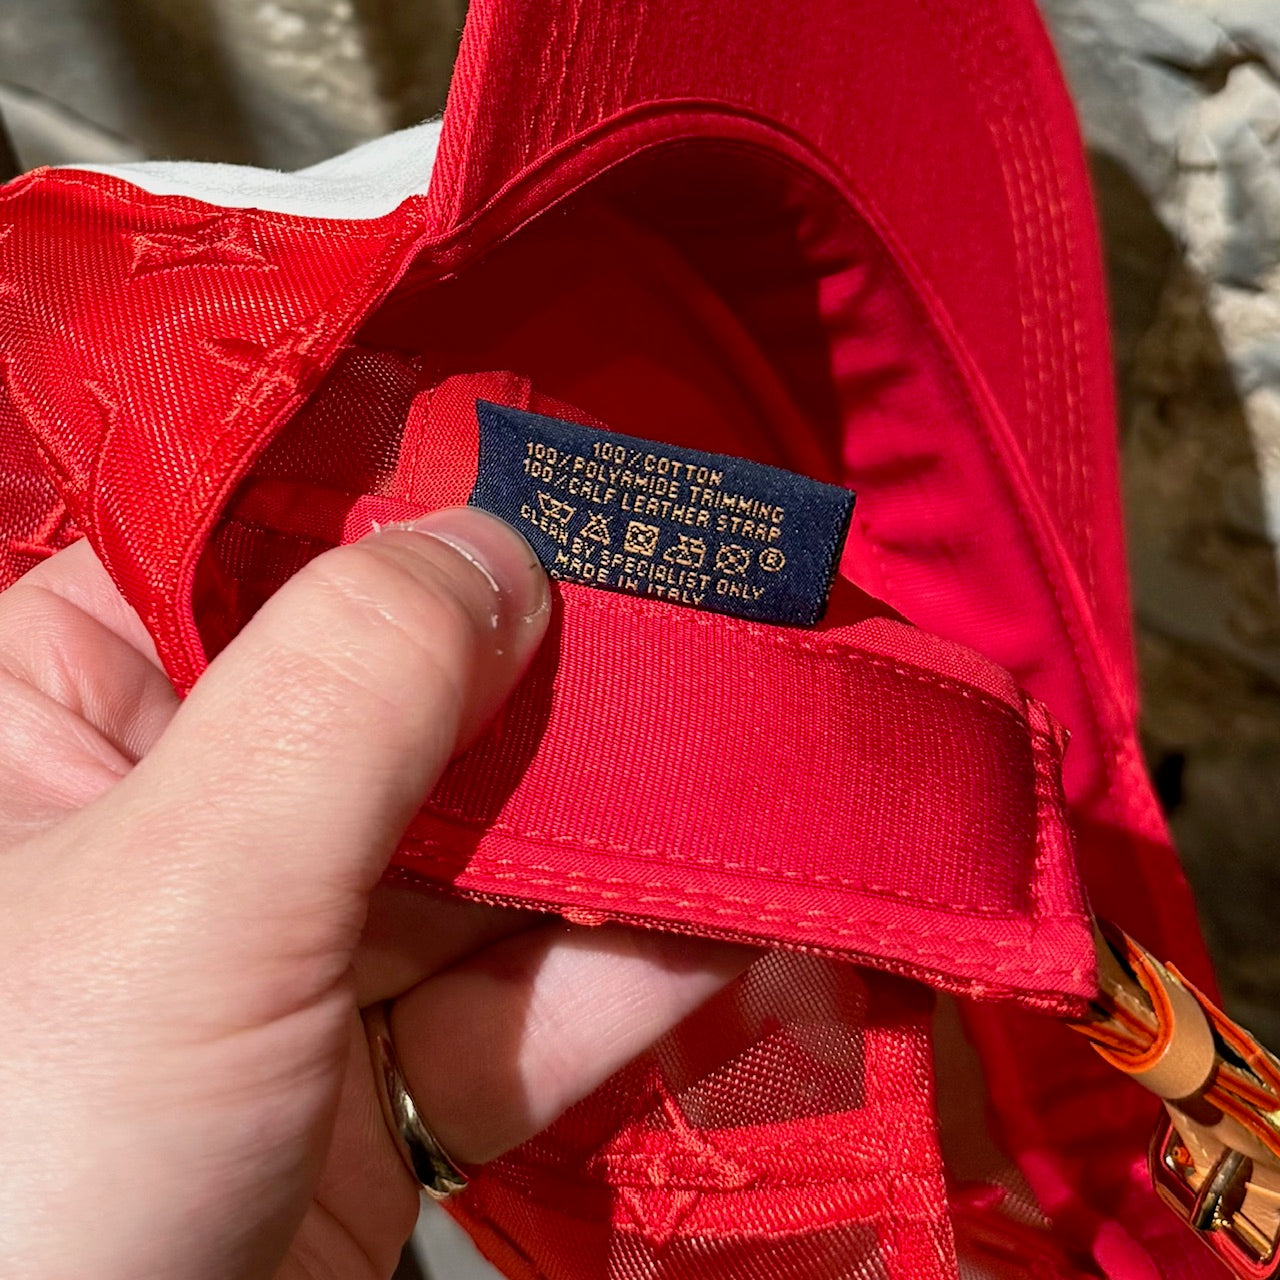 100% COTTON
100% POLYAMIDE TRIMMING
100% CALF LEATHER STRAP
®
CLEAN BY SPECIALIST ONLY
MADE IN ITALY